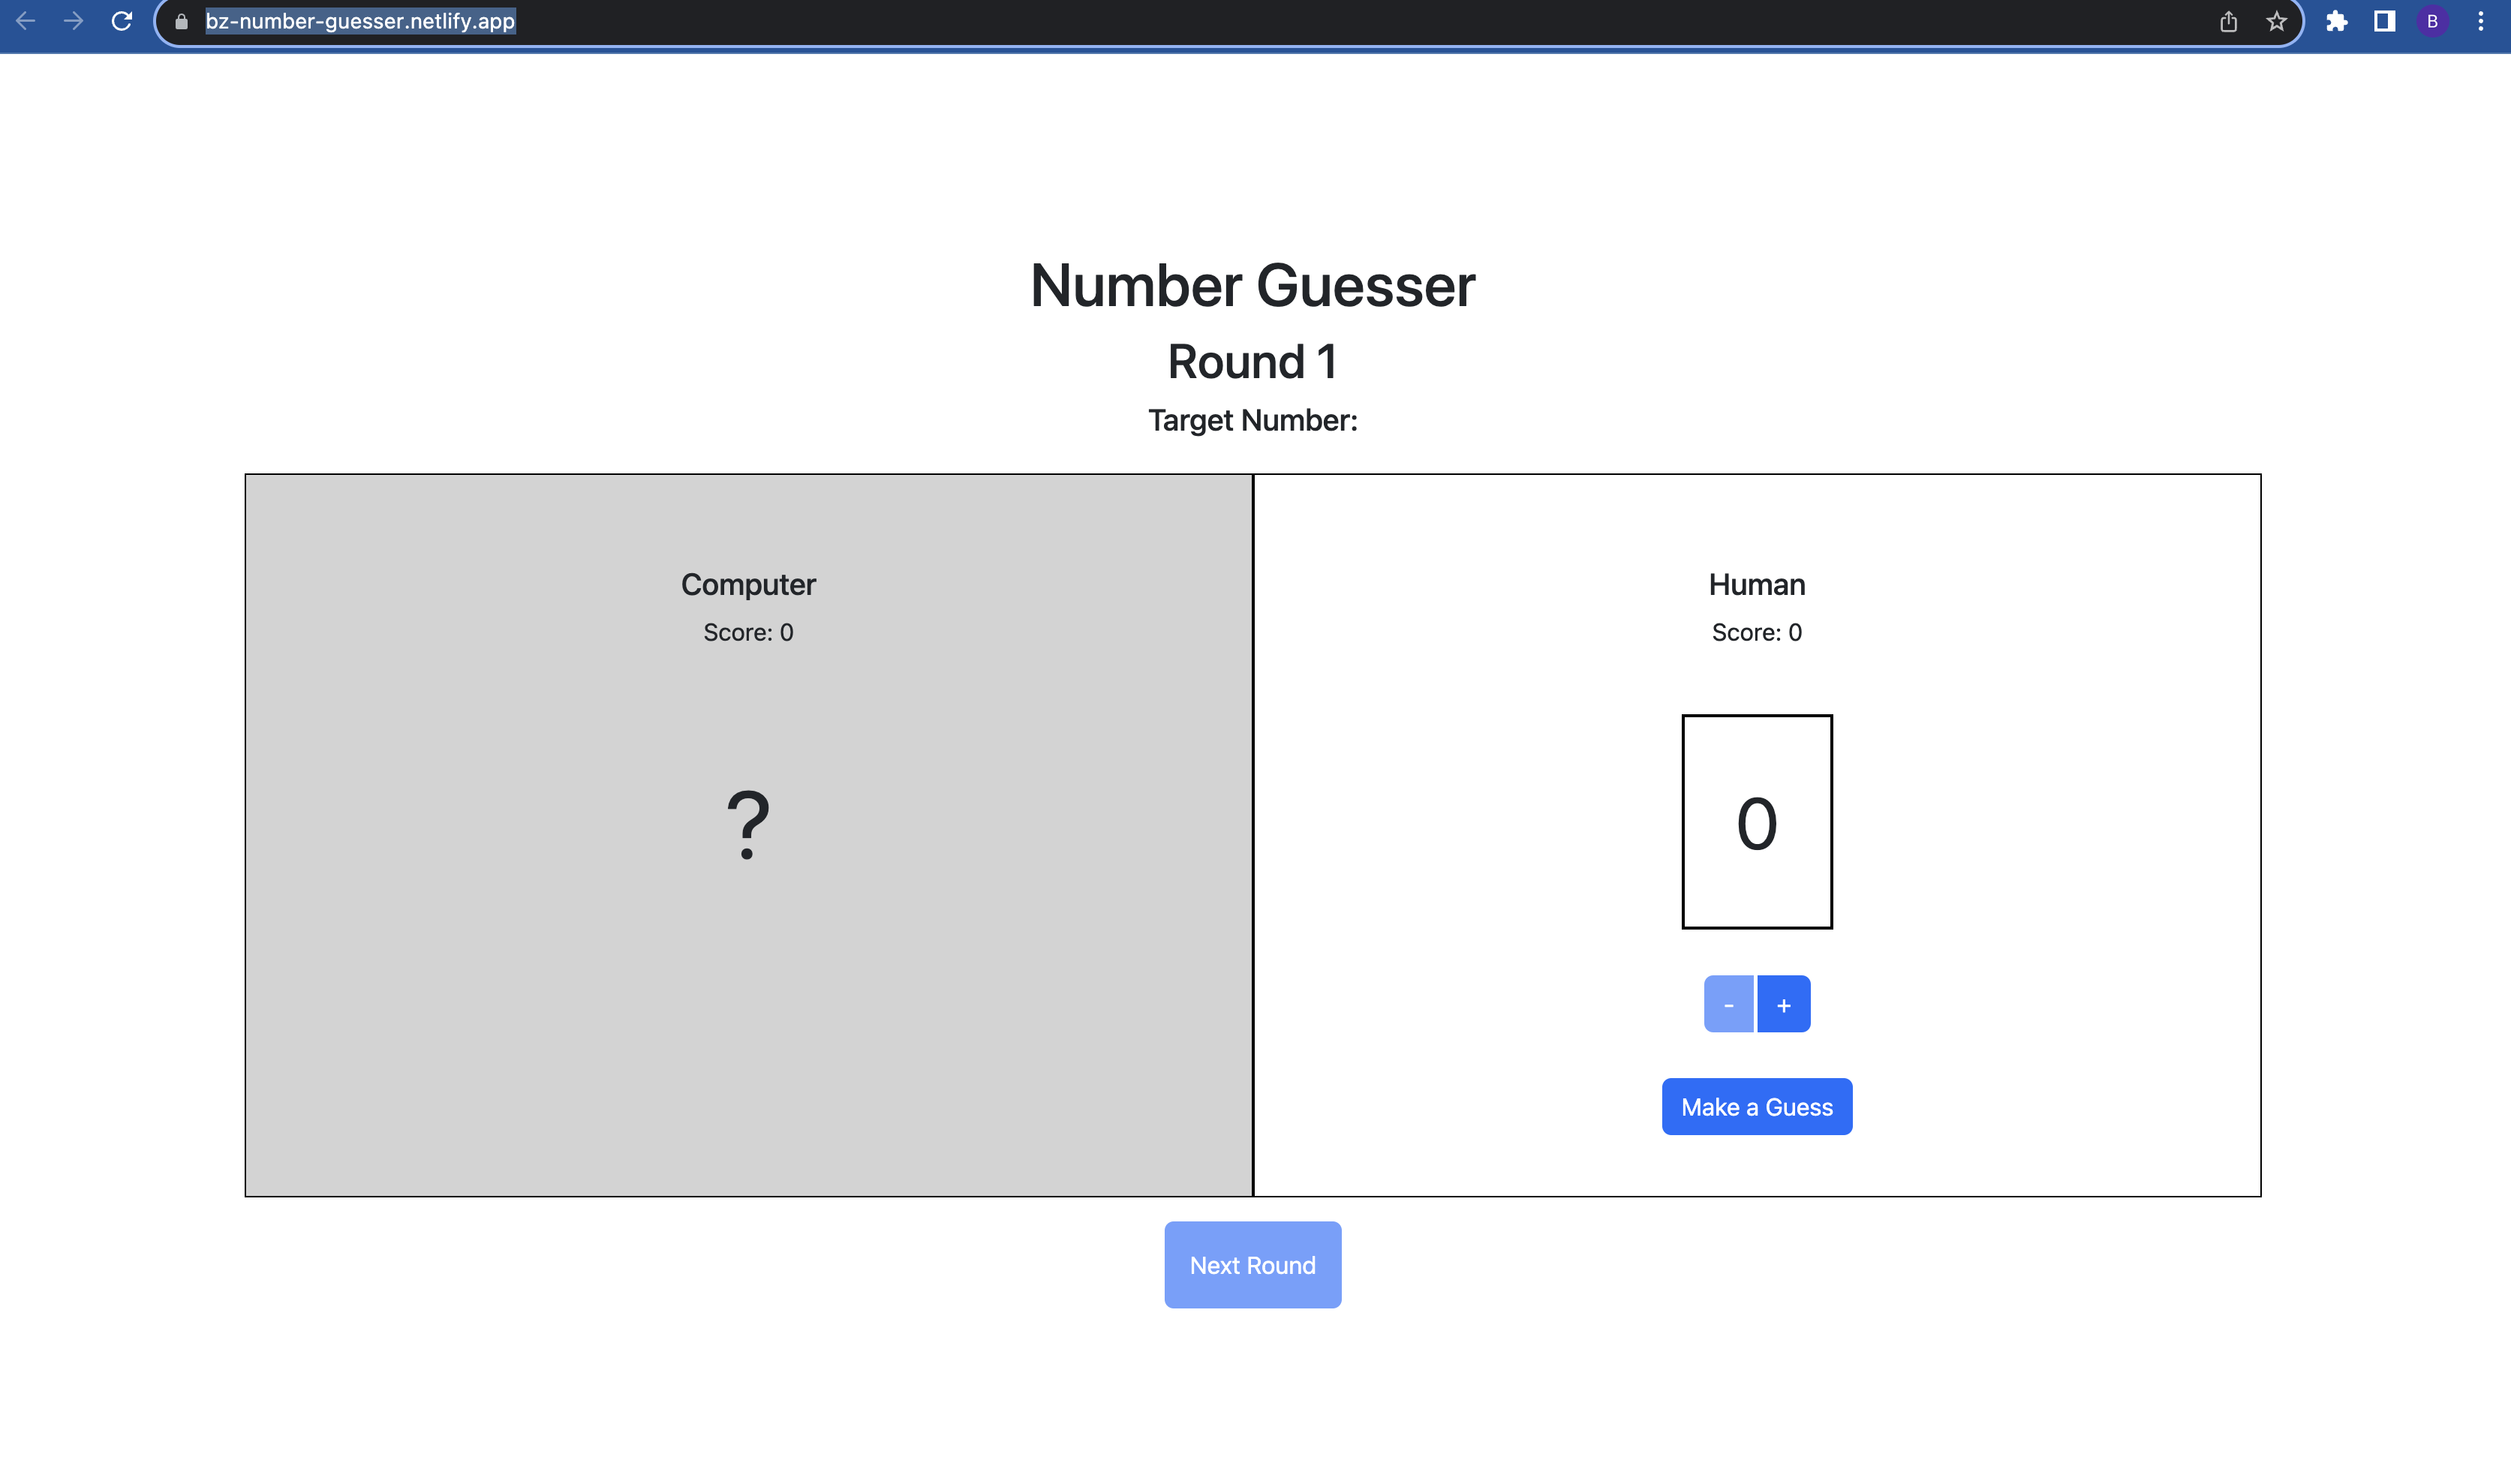 bz-number-guesser.netlify.app
B
Number Guesser
Round 1
Target Number:
Computer
Score: 0
?
Human
Score: 0
0
- +
Make a Guess
Next Round